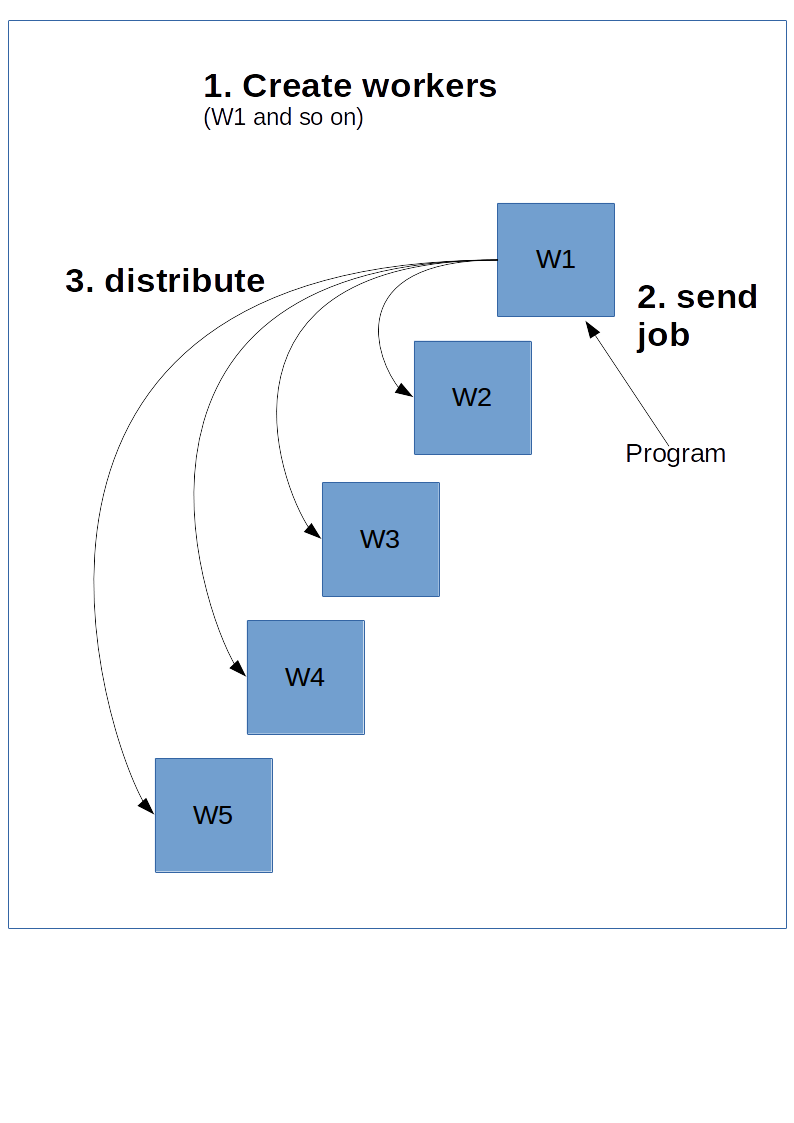 1. Create workers
(W1 and so on)
W1
3. distribute
2. send
job
W2
Program
W3
W4
W5